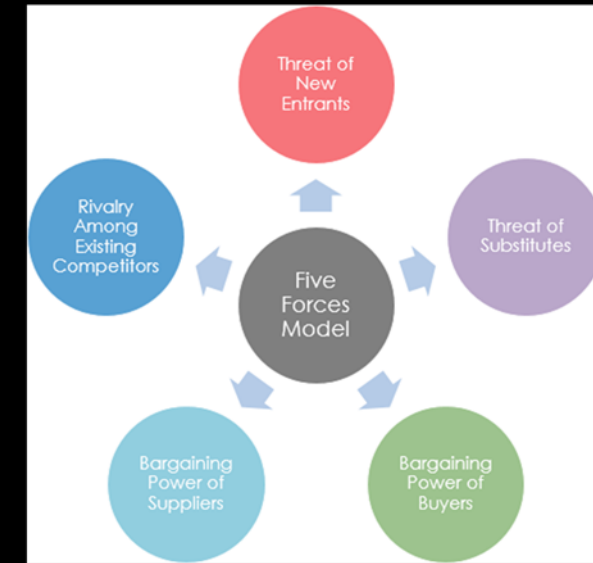 Threat of
New
Entrants
Rivalry
Among
Existing
Competitors
Threat of
Substitutes
Five
Forces
Model
Bargaining
Power of
Suppliers
Bargaining
Power of
Buyers